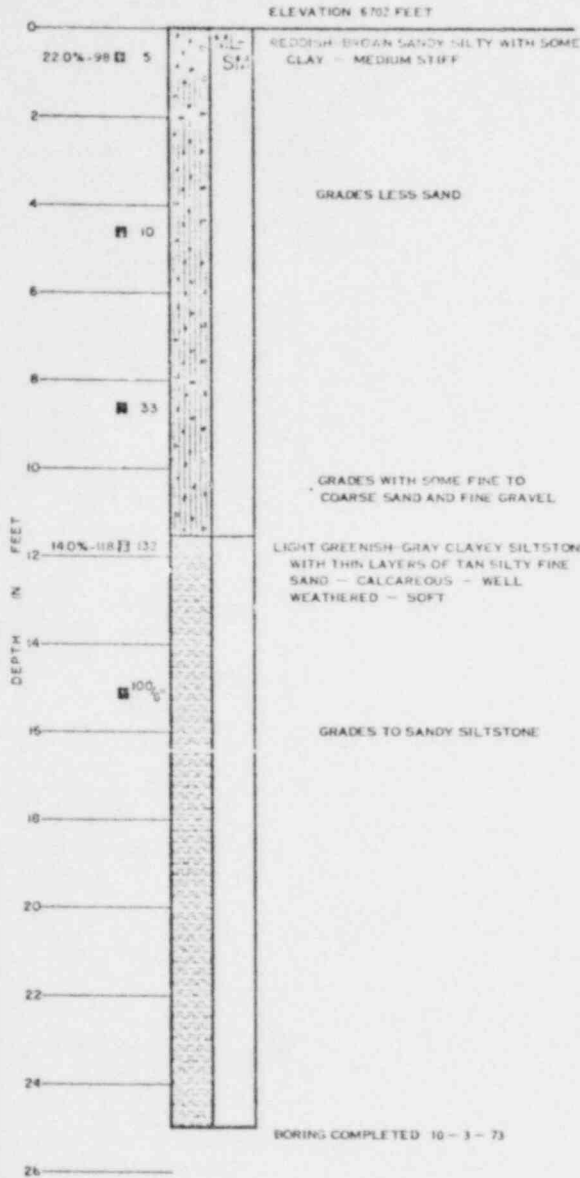 ELEVATION 6702 FEET
0
22.0%-98 5
ML-
SM
REDDISH-BROWN SANDY SILTY WITH SOME
CLAY - MEDIUM STIFF
2
GRADES LESS SAND
4
10
6
8
33
10
GRADES WITH SOME FINE TO
COARSE SAND AND FINE GRAVEL
DEPTH IN FEET
14.0%-118 132
LIGHT GREENISH-GRAY CLAYEY SILTSTONE
12
WITH THIN LAYERS OF TAN SILTY FINE
SAND - CALCAREOUS - WELL
WEATHERED - SOFT
14
100
16
GRADES TO SANDY SILTSTONE
18
20
22
24
BORING COMPLETED 10-3-73
26